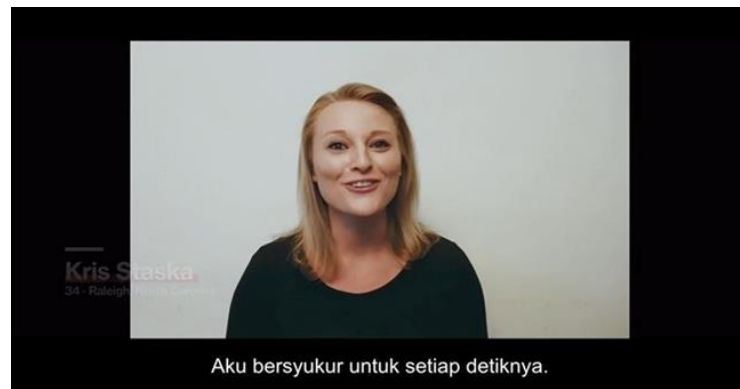 Kris Staska
34 - Raleigh, North Carolina
Aku bersyukur untuk setiap detiknya.